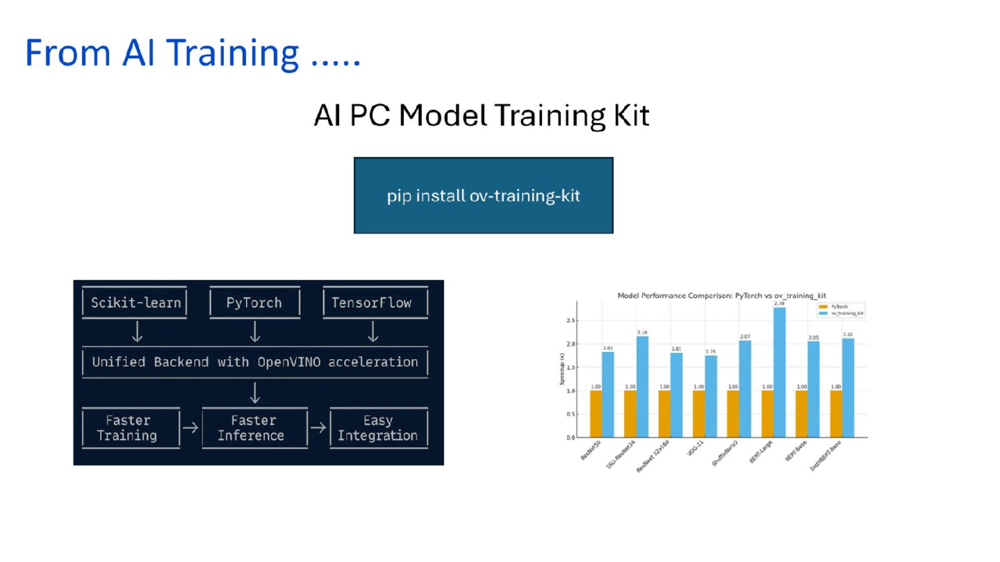 From AI Training .....
AI PC Model Training Kit
pip install ov-training-kit
Scikit-learn
PyTorch
TensorFlow
Unified Backend with OpenVINO acceleration
Faster
Training
Faster
Inference
Easy
Integration
Model Performance Comparison: PyTorch vs ov_training_kit
PyTorch
ov_training_kit
Speedup (x)
2.5
2.0
1.5
1.0
0.5
0.0
1.00
1.83
1.00
2.16
1.00
1.81
1.00
1.75
1.00
2.07
1.00
2.78
1.00
2.05
1.00
2.12
ResNet50
SSD-ResNet34
ResNext 32x16d
VGG-11
ShuffleNetv2
BERT-Large
BERT-Base
DistilBERT-Base